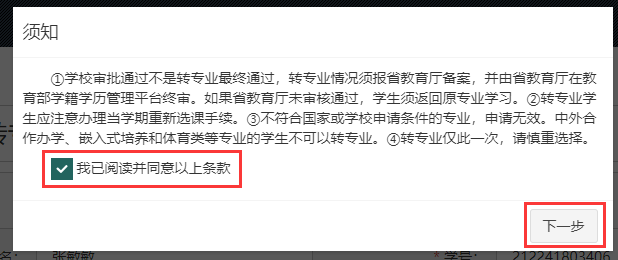 须知
①学校审批通过不是转专业最终通过，转专业情况须报省教育厅备案，并由省教育厅在教
育部学籍学历管理平台终审。如果省教育厅未审核通过，学生须返回原专业学习。②转专业学
生应注意办理当学期重新选课手续。③不符合国家或学校申请条件的专业，申请无效。中外合
作办学、嵌入式培养和体育类等专业的学生不可以转专业。④转专业仅此一次，请慎重选择。
我已阅读并同意以上条款
下一步
名： 张敏敏 *学号： 212241803406